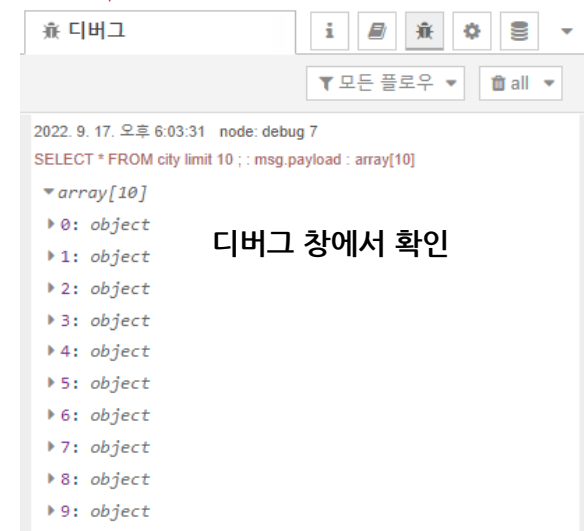 디버그
모든 플로우 all
2022. 9. 17. 오후 6:03:31 node: debug 7
SELECT * FROM city limit 10 ; : msg.payload : array[10]
array[10]
0: object
디버그 창에서 확인
1: object
2: object
3: object
4: object
5: object
6: object
7: object
8: object
9: object